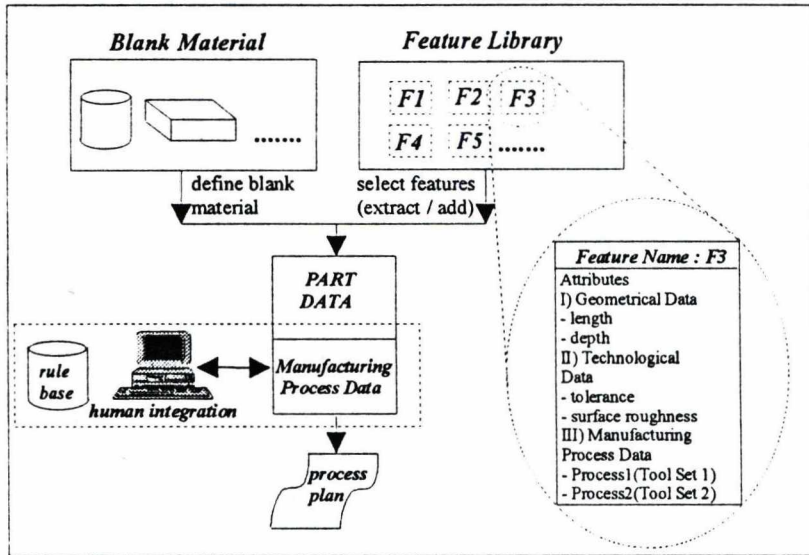 Blank Material
Feature Library
F1 F2 F3
F4 F5 .......
.......
define blank
material
select features
(extract / add)
PART
DATA
Manufacturing
Process Data
rule
base
human integration
process
plan
Feature Name : F3
Attributes
I) Geometrical Data
- length
- depth
II) Technological
Data
- tolerance
- surface roughness
III) Manufacturing
Process Data
- Process1(Tool Set 1)
- Process2(Tool Set 2)